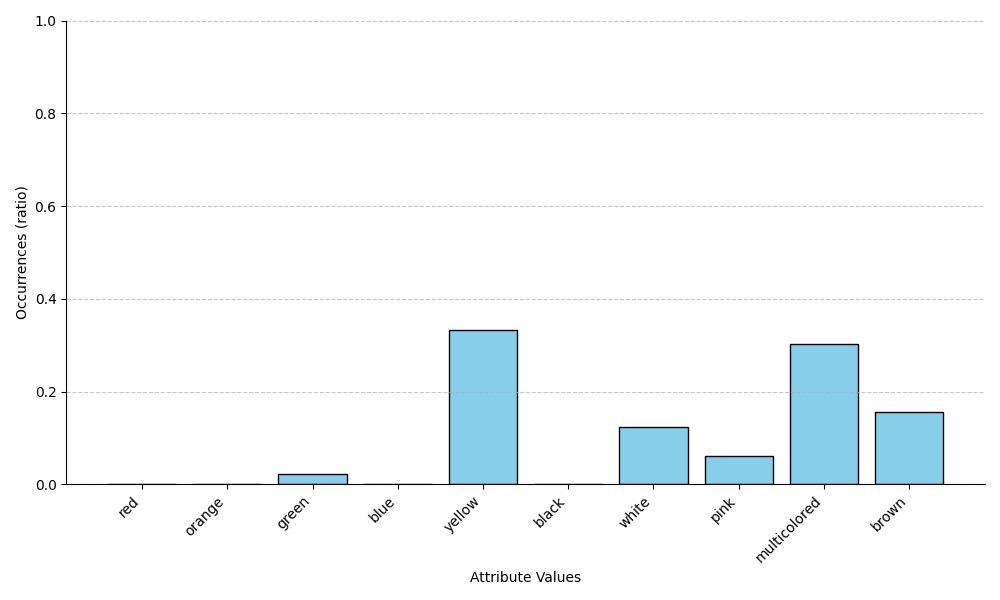 1.0
0.8
0.6
0.4
0.2
0.0
Occurrences (ratio)
red
orange
green
blue
yellow
black
white
pink
multicolored
brown
Attribute Values